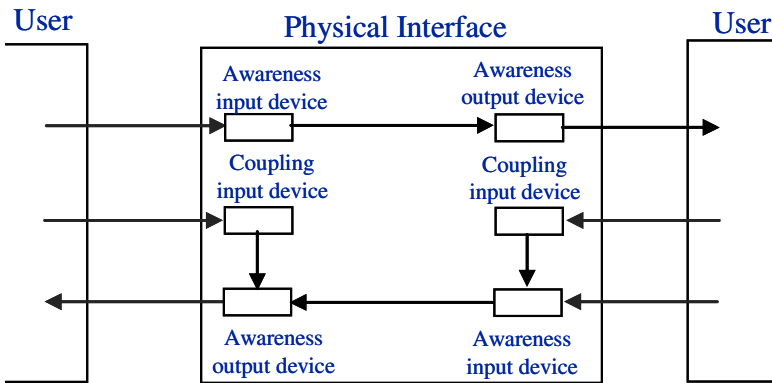 User
Physical Interface
User
Awareness
input device
Awareness
output device
Coupling
input device
Coupling
input device
Awareness
output device
Awareness
input device